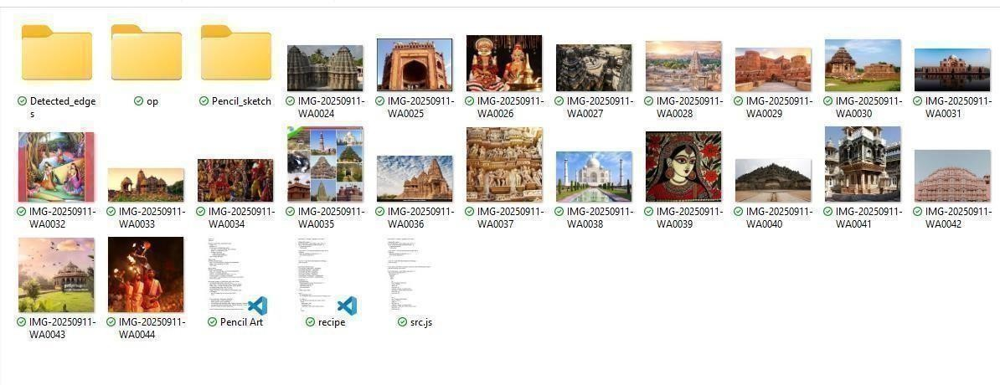 Detected_edge
s
op
Pencil_sketch
IMG-20250911-
WA0024
IMG-20250911-
WA0025
IMG-20250911-
WA0026
IMG-20250911-
WA0027
IMG-20250911-
WA0028
IMG-20250911-
WA0029
IMG-20250911-
WA0030
IMG-20250911-
WA0031
IMG-20250911-
WA0032
IMG-20250911-
WA0033
IMG-20250911-
WA0034
IMG-20250911-
WA0035
IMG-20250911-
WA0036
IMG-20250911-
WA0037
IMG-20250911-
WA0038
IMG-20250911-
WA0039
IMG-20250911-
WA0040
IMG-20250911-
WA0041
IMG-20250911-
WA0042
IMG-20250911-
WA0043
IMG-20250911-
WA0044
Pencil Art
recipe
src.js